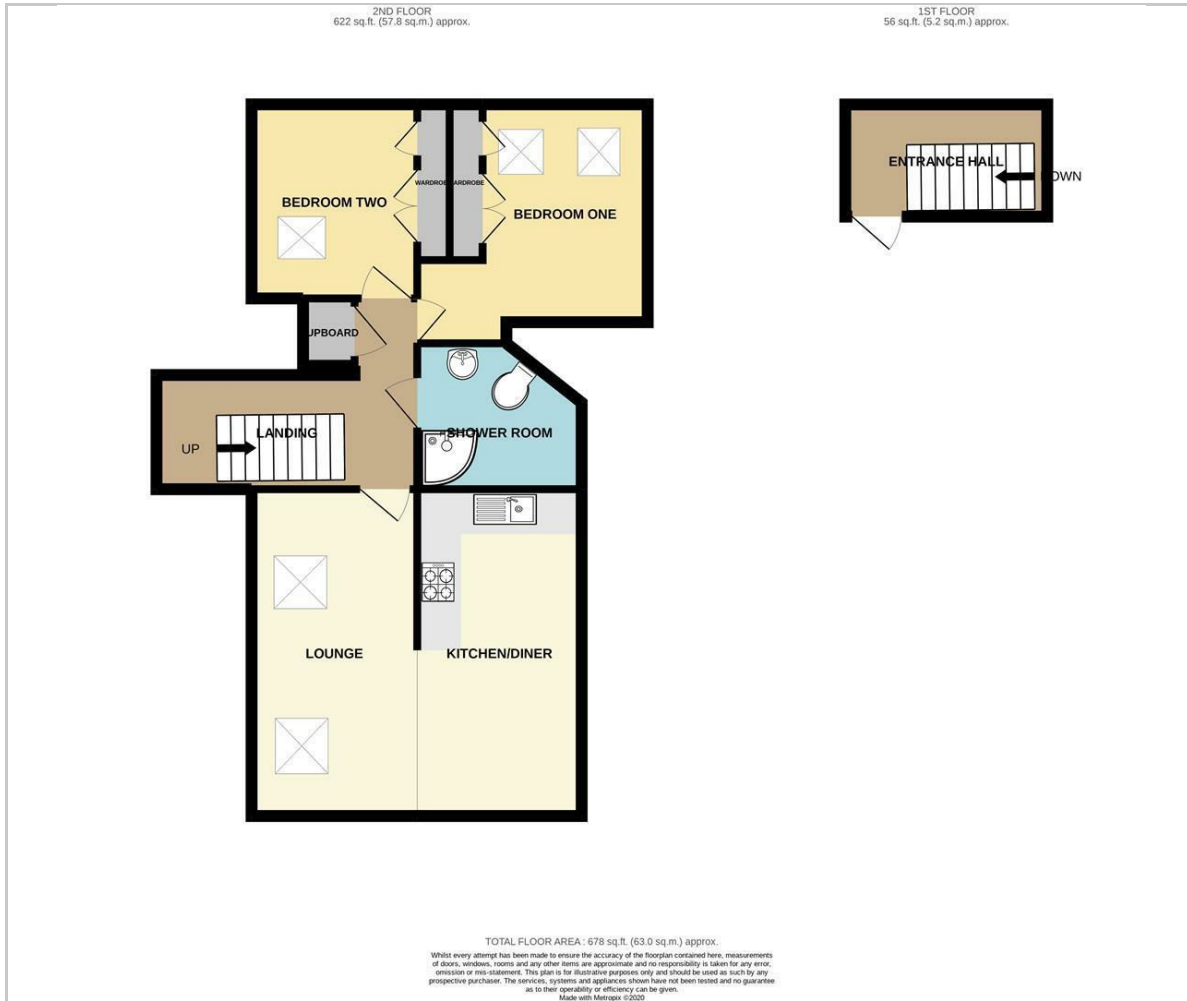 2ND FLOOR
622 sq.ft. (57.8 sq.m.) approx.
1ST FLOOR
56 sq.ft. (5.2 sq.m.) approx.
ENTRANCE HALL
DOWN
WARDROBE
WARDROBE
BEDROOM TWO
BEDROOM ONE
UPBOARD
LANDING
UP
SHOWER ROOM
LOUNGE
KITCHEN/DINER
TOTAL FLOOR AREA : 678 sq.ft. (63.0 sq.m.) approx.
Whilst every attempt has been made to ensure the accuracy of the floorplan contained here, measurements
of doors, windows, rooms and any other items are approximate and no responsibility is taken for any error,
omission or mis-statement. This plan is for illustrative purposes only and should be used as such by any
prospective purchaser. The services, systems and appliances shown have not been tested and no guarantee
as to their operability or efficiency can be given.
Made with Metropix ©2020